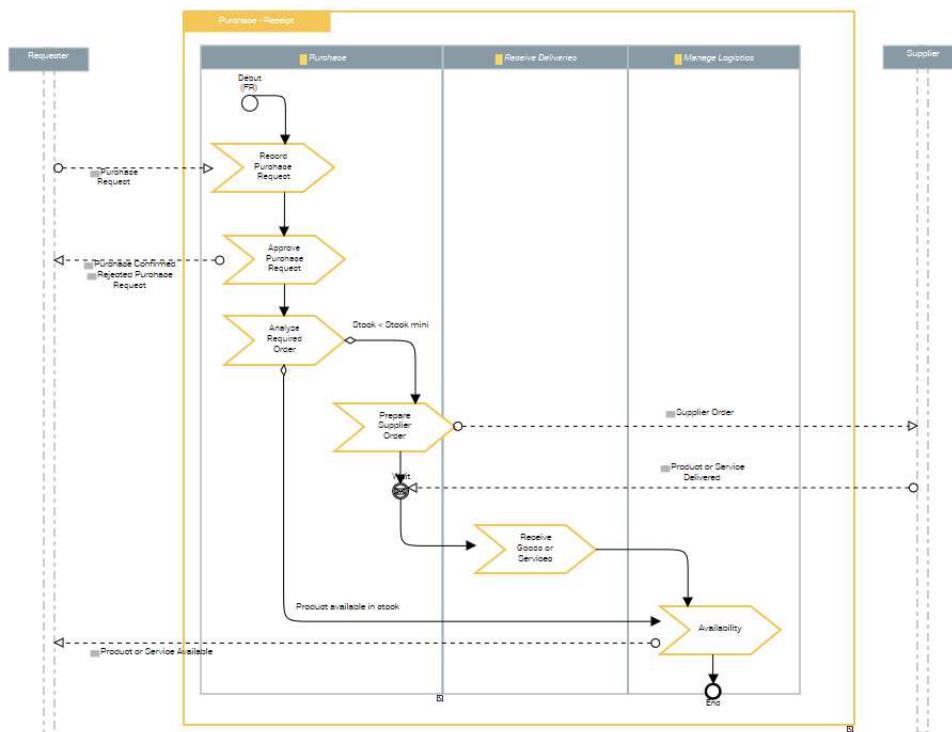 Purchase - Receipt
Requester
Supplier
Purchase
Receive Deliveries
Manage Logistics
Début
(FR)
Record
Purchase
Request
Purchase
Request
Approve
Purchase
Request
Purchase Confirmed
Rejected Purchase
Request
Analyze
Required
Order
Stock < Stock mini
Prepare
Supplier
Order
Supplier Order
Wait
Product or Service
Delivered
Receive
Goods or
Services
Product available in stock
Availability
Product or Service Available
End